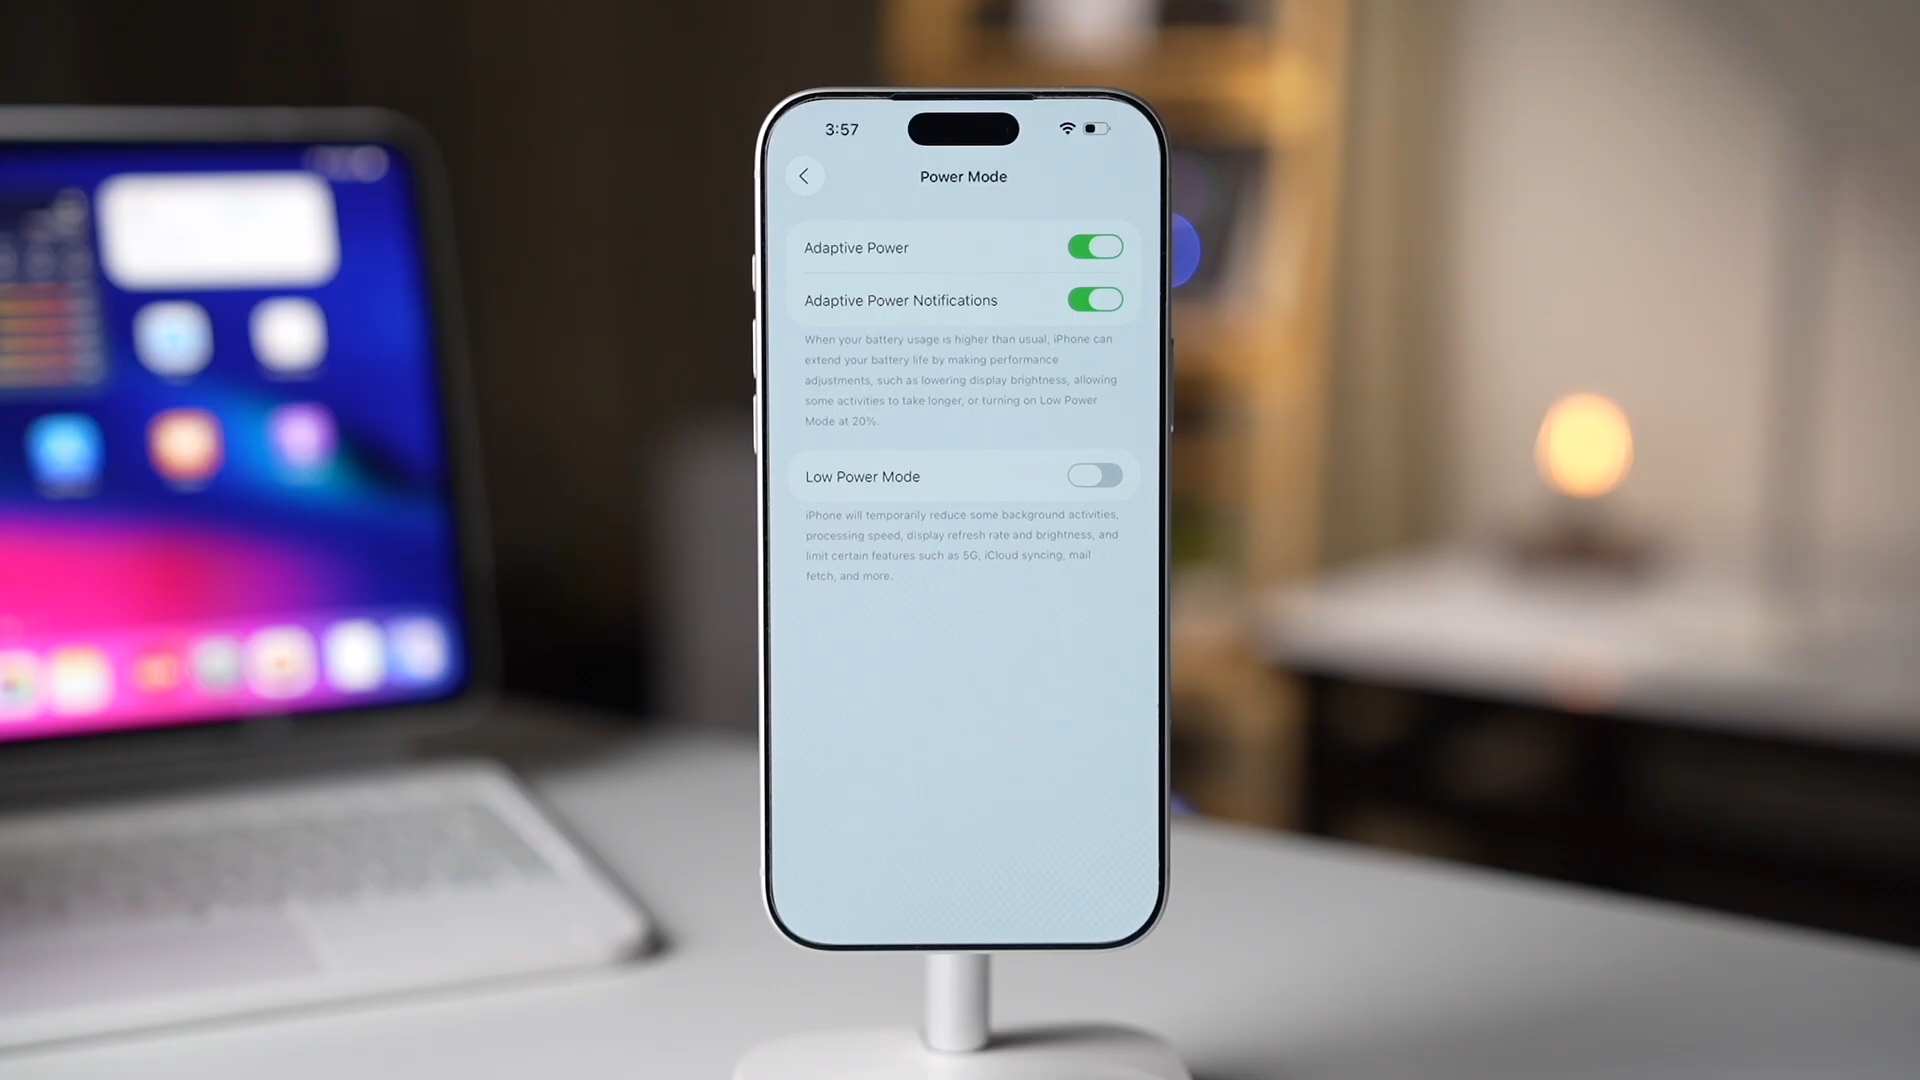 3:57
Power Mode
Adaptive Power
Adaptive Power Notifications
When your battery usage is higher than usual, iPhone can
extend your battery life by making performance
adjustments, such as lowering display brightness, allowing
some activities to take longer, or turning on Low Power
Mode at 20%.
Low Power Mode
iPhone will temporarily reduce some background activities,
processing speed, display refresh rate and brightness, and
limit certain features such as 5G, iCloud syncing, mail
fetch, and more.